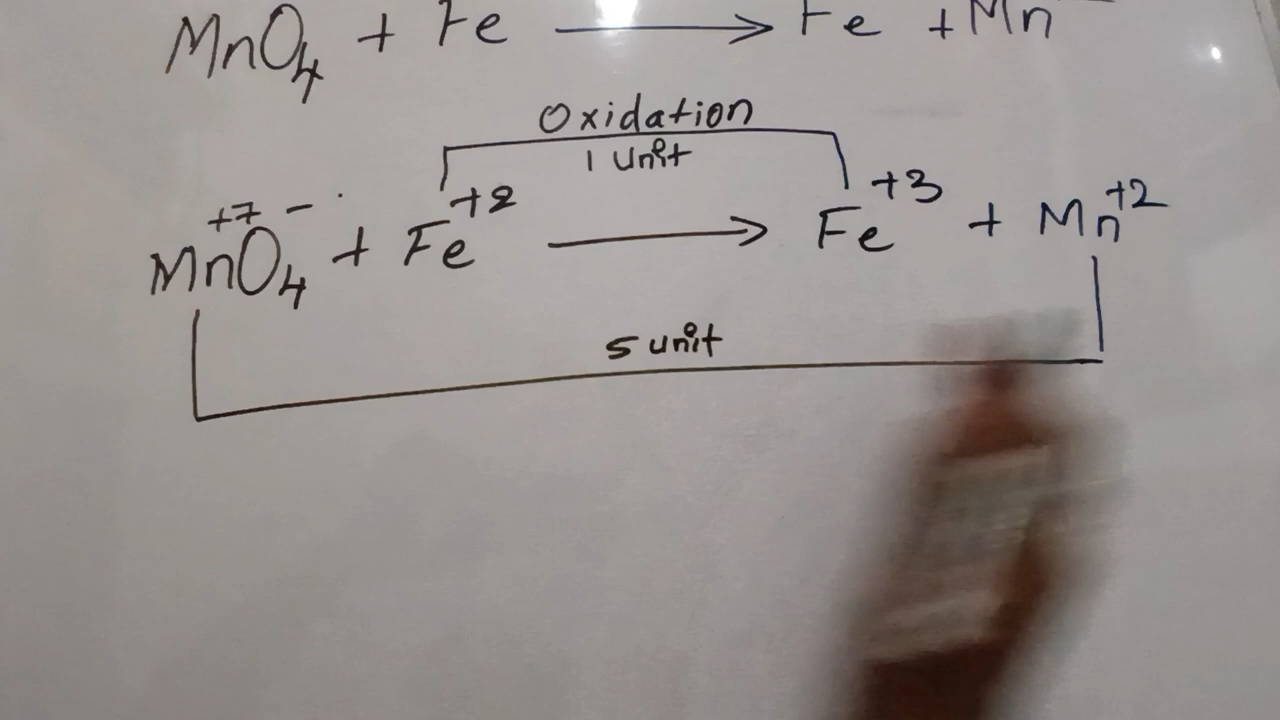 MnO4 + Fe ⟶ Fe + Mn
Oxidation
1 unit
+7 − +2 +3 +2
MnO4 + Fe ⟶ Fe + Mn
5 unit